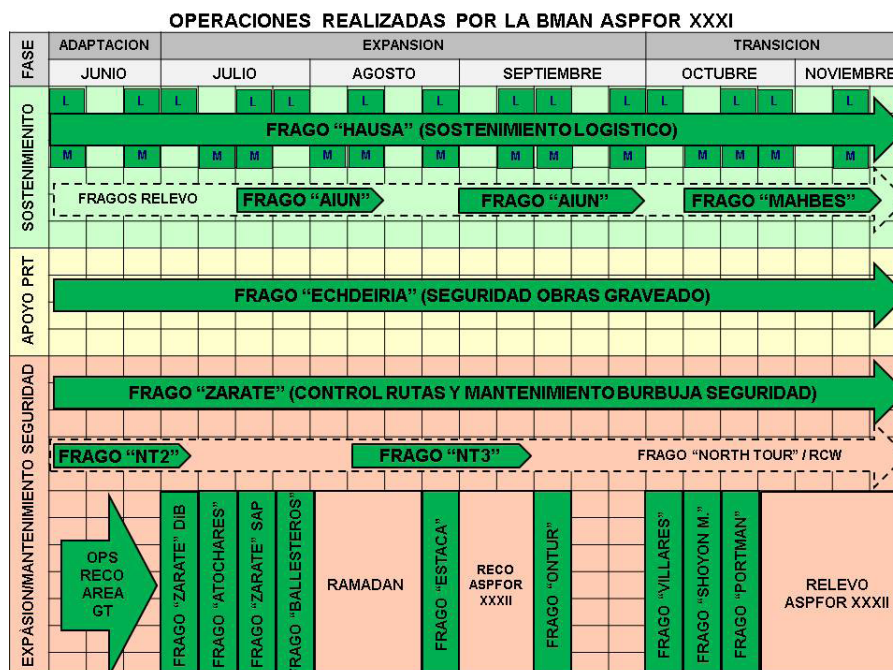 OPERACIONES REALIZADAS POR LA BMAN ASPFOR XXXI
FASE
ADAPTACION
EXPANSION
TRANSICION
JUNIO
JULIO
AGOSTO
SEPTIEMBRE
OCTUBRE
NOVIEMBRE
SOSTENIMIENITO
L L L L L L L L L L L L L L
FRAGO “HAUSA” (SOSTENIMIENTO LOGISTICO)
M M M M M M M M M M M M M M
FRAGOS RELEVO
FRAGO “AIUN”
FRAGO “AIUN”
FRAGO “MAHBES”
APOYO PRT
FRAGO “ECHDEIRIA” (SEGURIDAD OBRAS GRAVEADO)
EXPASION/MANTENIMIENTO SEGURIDAD
FRAGO “ZARATE” (CONTROL RUTAS Y MANTENIMIENTO BURBUJA SEGURIDAD)
FRAGO “NT2”
FRAGO “NT3”
FRAGO “NORTH TOUR” / RCW
OPS
RECO
AREA
GT
FRAGO “ZARATE” DiB
FRAGO “ATOCHARES”
FRAGO “ZARATE” SAP
FRAGO “BALLESTEROS”
RAMADAN
FRAGO “ESTACA”
RECO
ASPFOR
XXXII
FRAGO “ONTUR”
FRAGO “VILLARES”
FRAGO “SHOYON M.”
FRAGO “PORTMAN”
RELEVO
ASPFOR XXXII